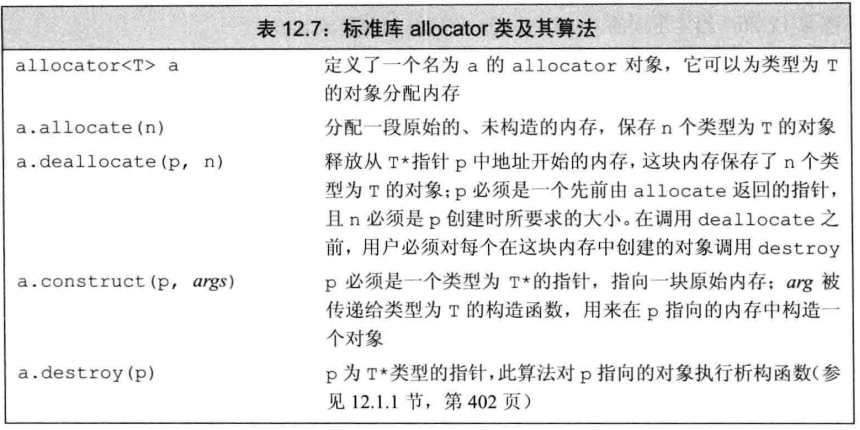 表 12.7：标准库 allocator 类及其算法
allocator<T> a 定义了一个名为 a 的 allocator 对象，它可以为类型为 T
的对象分配内存
a.allocate(n) 分配一段原始的、未构造的内存，保存 n 个类型为 T 的对象
a.deallocate(p, n) 释放从 T*指针 p 中地址开始的内存，这块内存保存了 n 个类
型为 T 的对象；p 必须是一个先前由 allocate 返回的指针，
且 n 必须是 p 创建时所要求的大小。在调用 deallocate 之
前，用户必须对每个在这块内存中创建的对象调用 destroy
a.construct(p, args) p 必须是一个类型为 T*的指针，指向一块原始内存；arg 被
传递给类型为 T 的构造函数，用来在 p 指向的内存中构造一
个对象
a.destroy(p) p 为 T*类型的指针，此算法对 p 指向的对象执行析构函数（参
见 12.1.1 节，第 402 页）